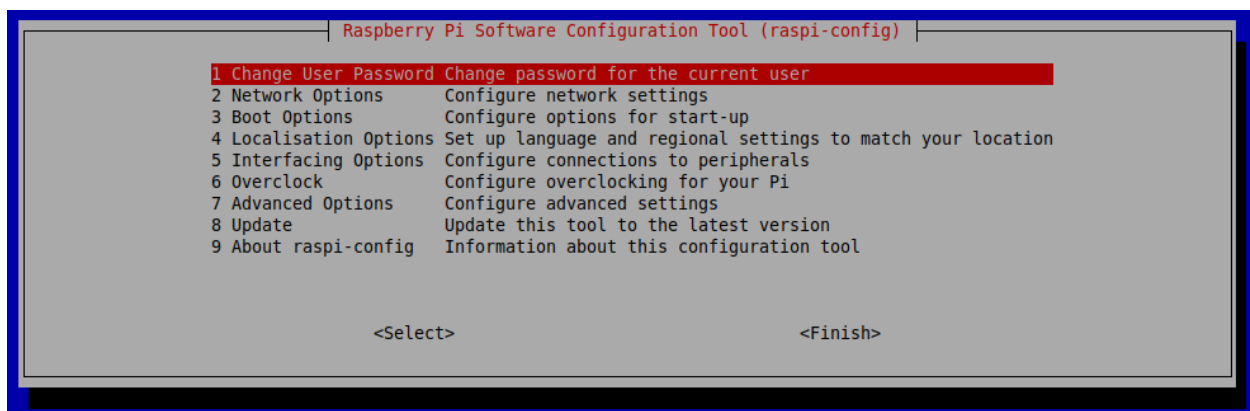 Raspberry Pi Software Configuration Tool (raspi-config)
1 Change User Password Change password for the current user
2 Network Options Configure network settings
3 Boot Options Configure options for start-up
4 Localisation Options Set up language and regional settings to match your location
5 Interfacing Options Configure connections to peripherals
6 Overclock Configure overclocking for your Pi
7 Advanced Options Configure advanced settings
8 Update Update this tool to the latest version
9 About raspi-config Information about this configuration tool
<Select> <Finish>